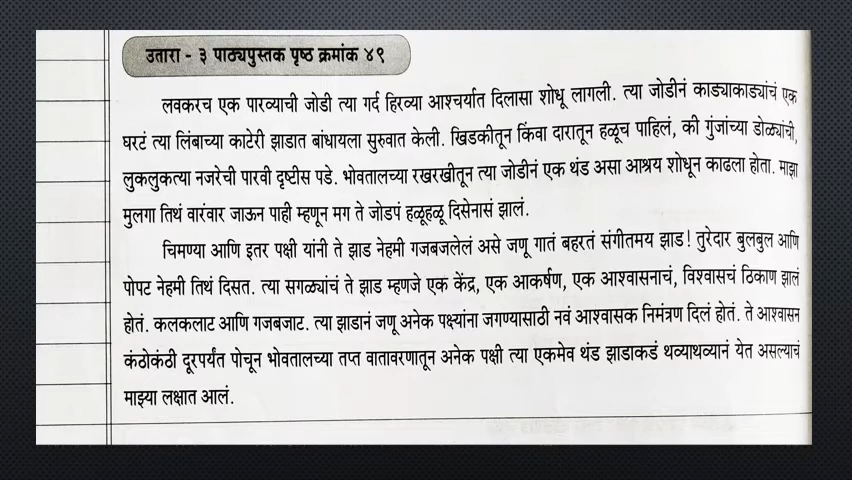 उतारा - ३ पाठ्यपुस्तक पृष्ठ क्रमांक ४९
लवकरच एक पारव्याची जोडी त्या गर्द हिरव्या आश्चर्यात दिलासा शोधू लागली. त्या जोडीनं काड्याकाड्यांचं एक
घरटं त्या लिंबाच्या काटेरी झाडात बांधायला सुरुवात केली. खिडकीतून किंवा दारातून हळूच पाहिलं, की गुंजांच्या डोळ्यांची,
लुकलुकत्या नजरेची पारवी दृष्टीस पडे. भोवतालच्या रखरखीतून त्या जोडीनं एक थंड असा आश्रय शोधून काढला होता. माझा
मुलगा तिथं वारंवार जाऊन पाही म्हणून मग ते जोडपं हळूहळू दिसेनासं झालं.
चिमण्या आणि इतर पक्षी यांनी ते झाड नेहमी गजबजलेलं असे जणू गातं बहरतं संगीतमय झाड! तुरेदार बुलबुल आणि
पोपट नेहमी तिथं दिसत. त्या सगळ्यांचं ते झाड म्हणजे एक केंद्र, एक आकर्षण, एक आश्वासनाचं, विश्वासचं ठिकाण झालं
होतं. कलकलाट आणि गजबजाट. त्या झाडानं जणू अनेक पक्ष्यांना जगण्यासाठी नवं आश्वासक निमंत्रण दिलं होतं. ते आश्वासन
कंठोकंठी दूरपर्यंत पोचून भोवतालच्या तप्त वातावरणातून अनेक पक्षी त्या एकमेव थंड झाडाकडं थव्याथव्यानं येत असल्याचं
माझ्या लक्षात आलं.